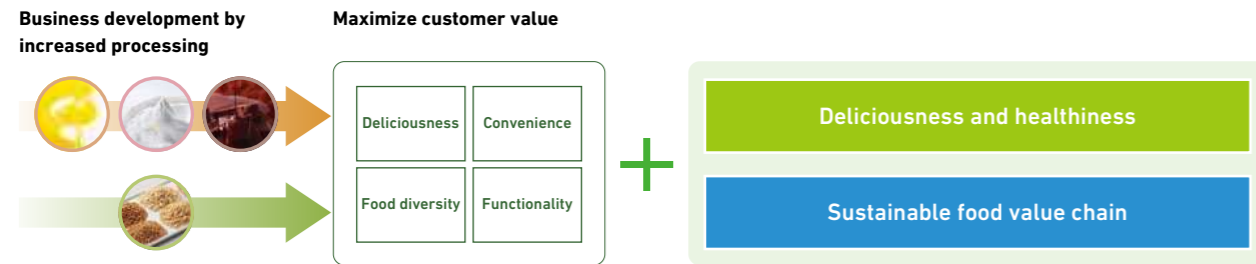 Business development by
increased processing
Maximize customer value
Deliciousness
Convenience
Food diversity
Functionality
+
Deliciousness and healthiness
Sustainable food value chain